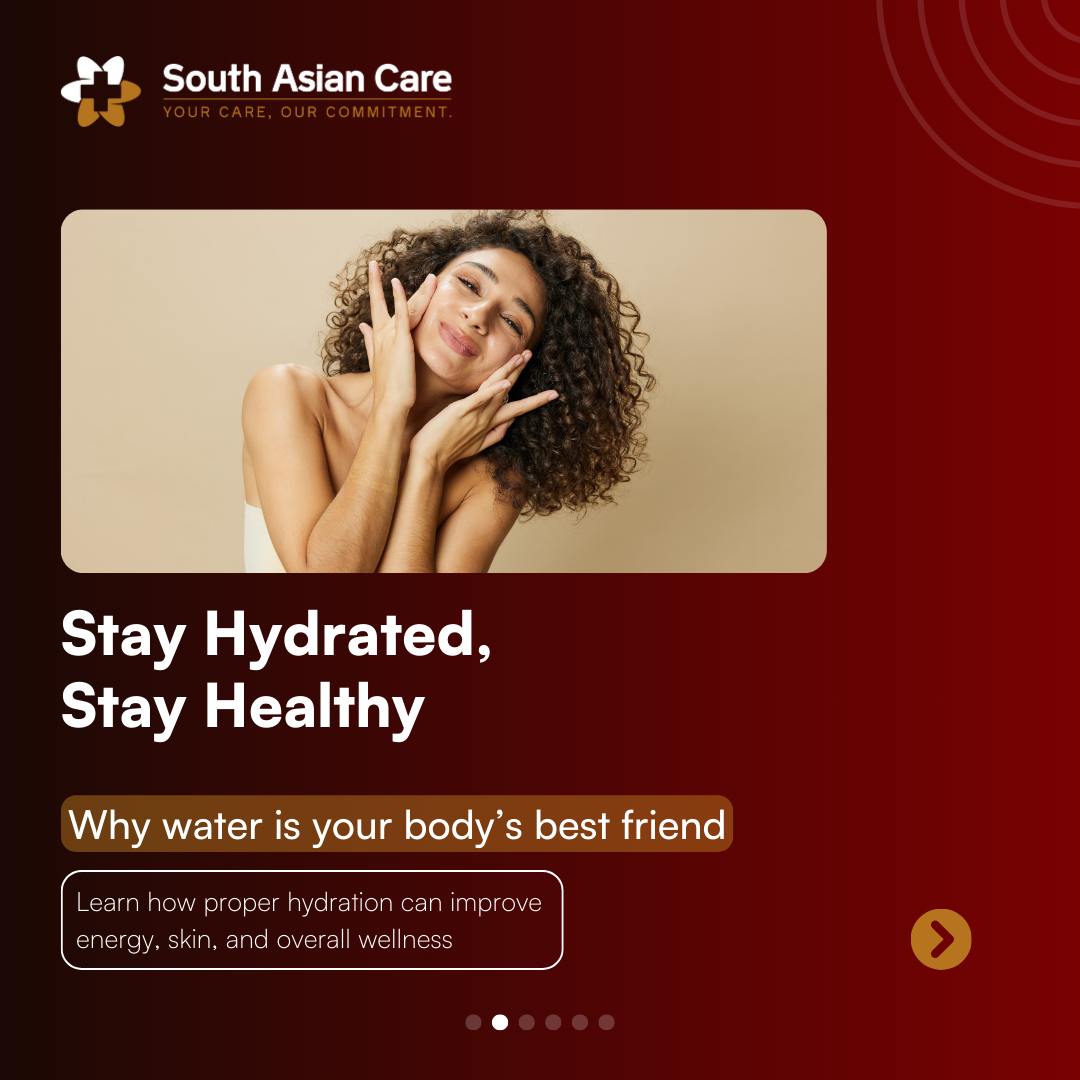 South Asian Care
YOUR CARE, OUR COMMITMENT.
Stay Hydrated,
Stay Healthy
Why water is your body’s best friend
Learn how proper hydration can improve
energy, skin, and overall wellness